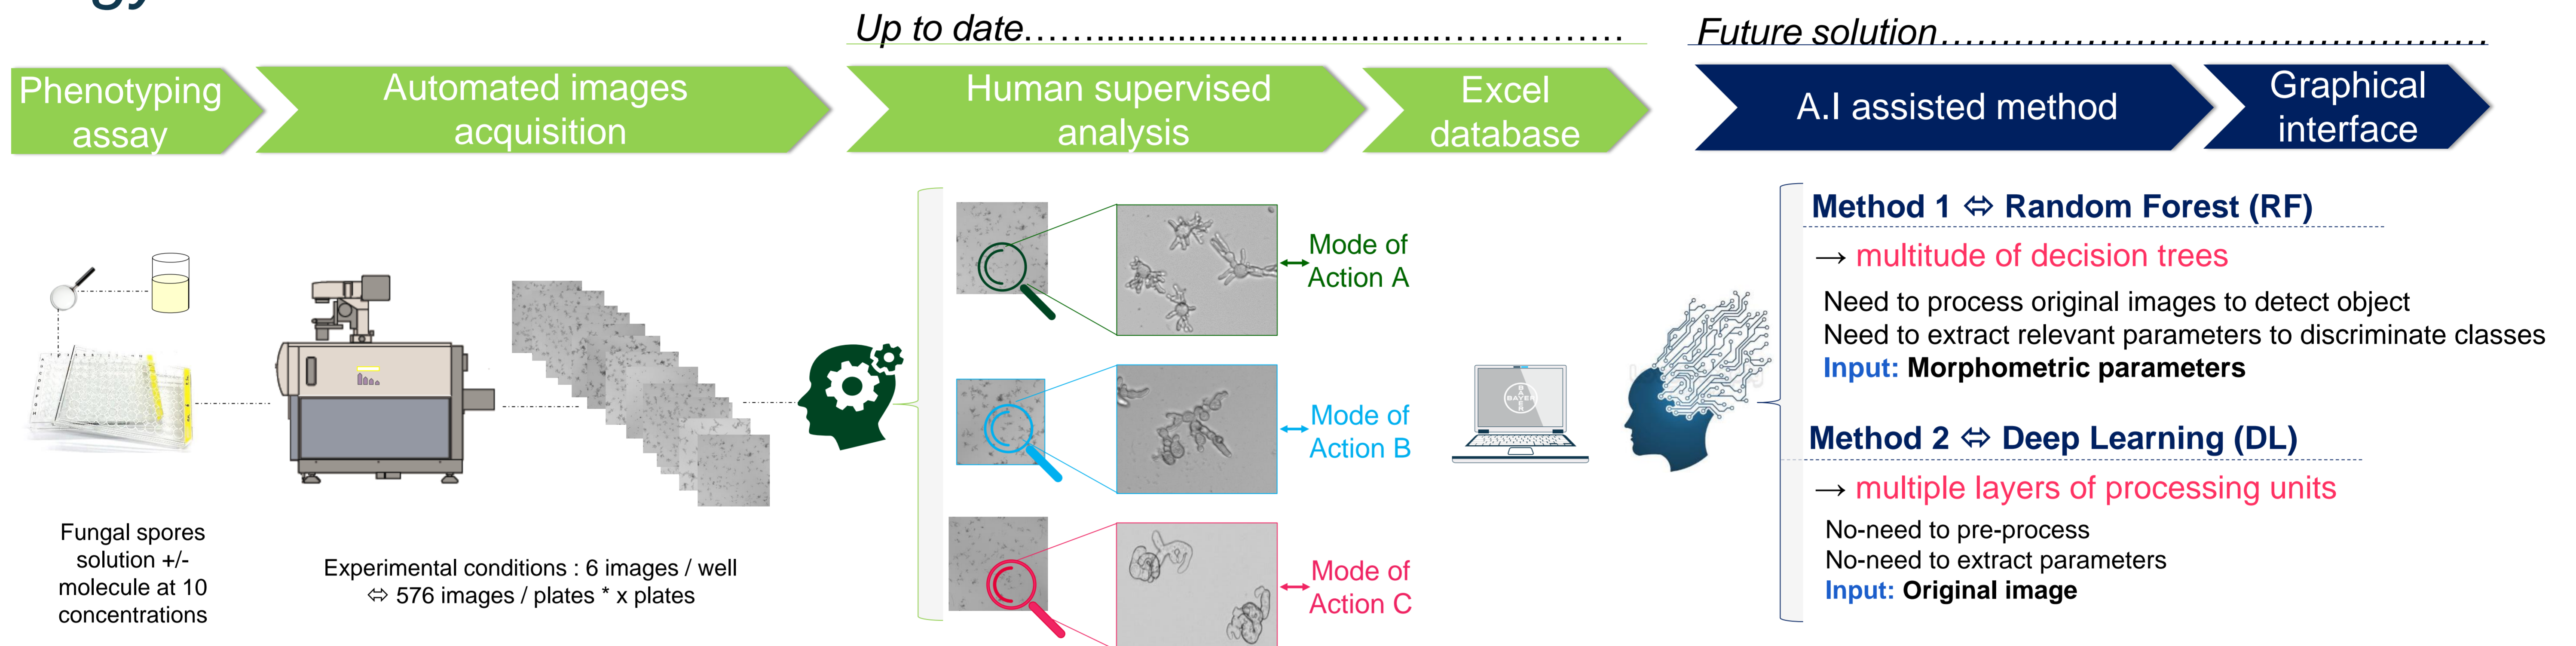 Up to date
Future solution
Phenotyping
assay
Automated images
acquisition
Human supervised
analysis
Excel
database
A.I assisted method
Graphical
interface
Fungal spores
solution +/-
molecule at 10
concentrations
Experimental conditions : 6 images / well
⬄ 576 images / plates * x plates
Mode of
Action A
Mode of
Action B
Mode of
Action C
BAYER
BAYER
Method 1 ⬄ Random Forest (RF)
→ multitude of decision trees
Need to process original images to detect object
Need to extract relevant parameters to discriminate classes
Input: Morphometric parameters
Method 2 ⬄ Deep Learning (DL)
→ multiple layers of processing units
No-need to pre-process
No-need to extract parameters
Input: Original image